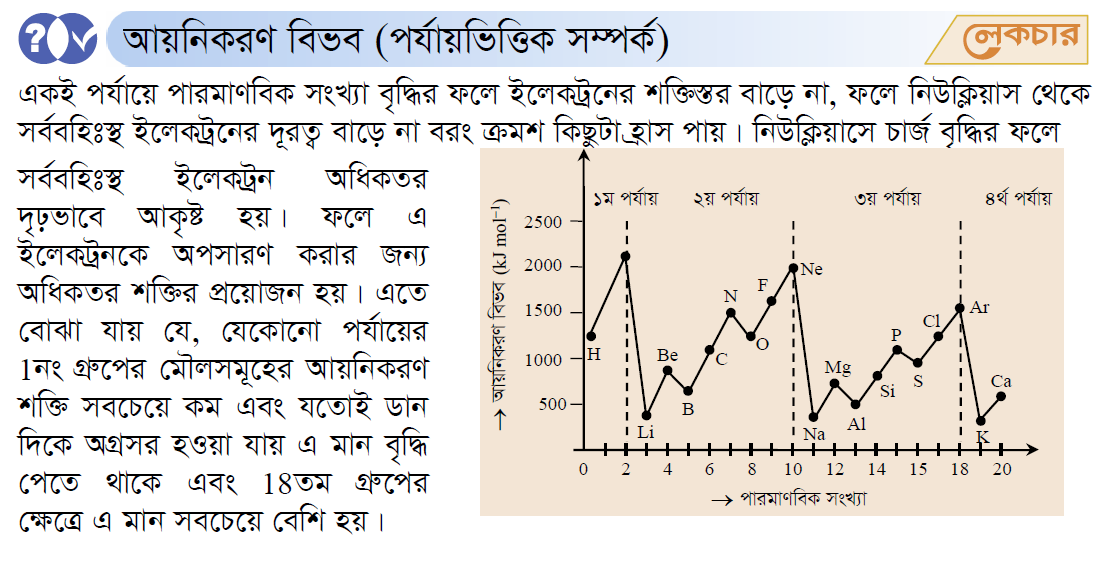 আয়নিকরণ বিভব (পর্যায়ভিত্তিক সম্পর্ক)
লেকচার
একই পর্যায়ে পারমাণবিক সংখ্যা বৃদ্ধির ফলে ইলেকট্রনের শক্তিস্তর বাড়ে না, ফলে নিউক্লিয়াস থেকে
সর্ববহিঃস্থ ইলেকট্রনের দূরত্ব বাড়ে না বরং ক্রমশ কিছুটা হ্রাস পায়। নিউক্লিয়াসে চার্জ বৃদ্ধির ফলে
সর্ববহিঃস্থ ইলেকট্রন অধিকতর
দৃঢ়ভাবে আকৃষ্ট হয়। ফলে এ
ইলেকট্রনকে অপসারণ করার জন্য
অধিকতর শক্তির প্রয়োজন হয়। এতে
বোঝা যায় যে, যেকোনো পর্যায়ের
1নং গ্রুপের মৌলসমূহের আয়নিকরণ
শক্তি সবচেয়ে কম এবং যতোই ডান
দিকে অগ্রসর হওয়া যায় এ মান বৃদ্ধি
পেতে থাকে এবং 18তম গ্রুপের
ক্ষেত্রে এ মান সবচেয়ে বেশি হয়।
১ম পর্যায় ২য় পর্যায় ৩য় পর্যায় ৪র্থ পর্যায়
→ আয়নিকরণ বিভব (kJ mol⁻¹)
2500
2000
1500
1000
500
H
Li
Be
B
C
N
O
F
Ne
Na
Mg
Al
Si
P
S
Cl
Ar
K
Ca
0 2 4 6 8 10 12 14 16 18 20
→ পারমাণবিক সংখ্যা